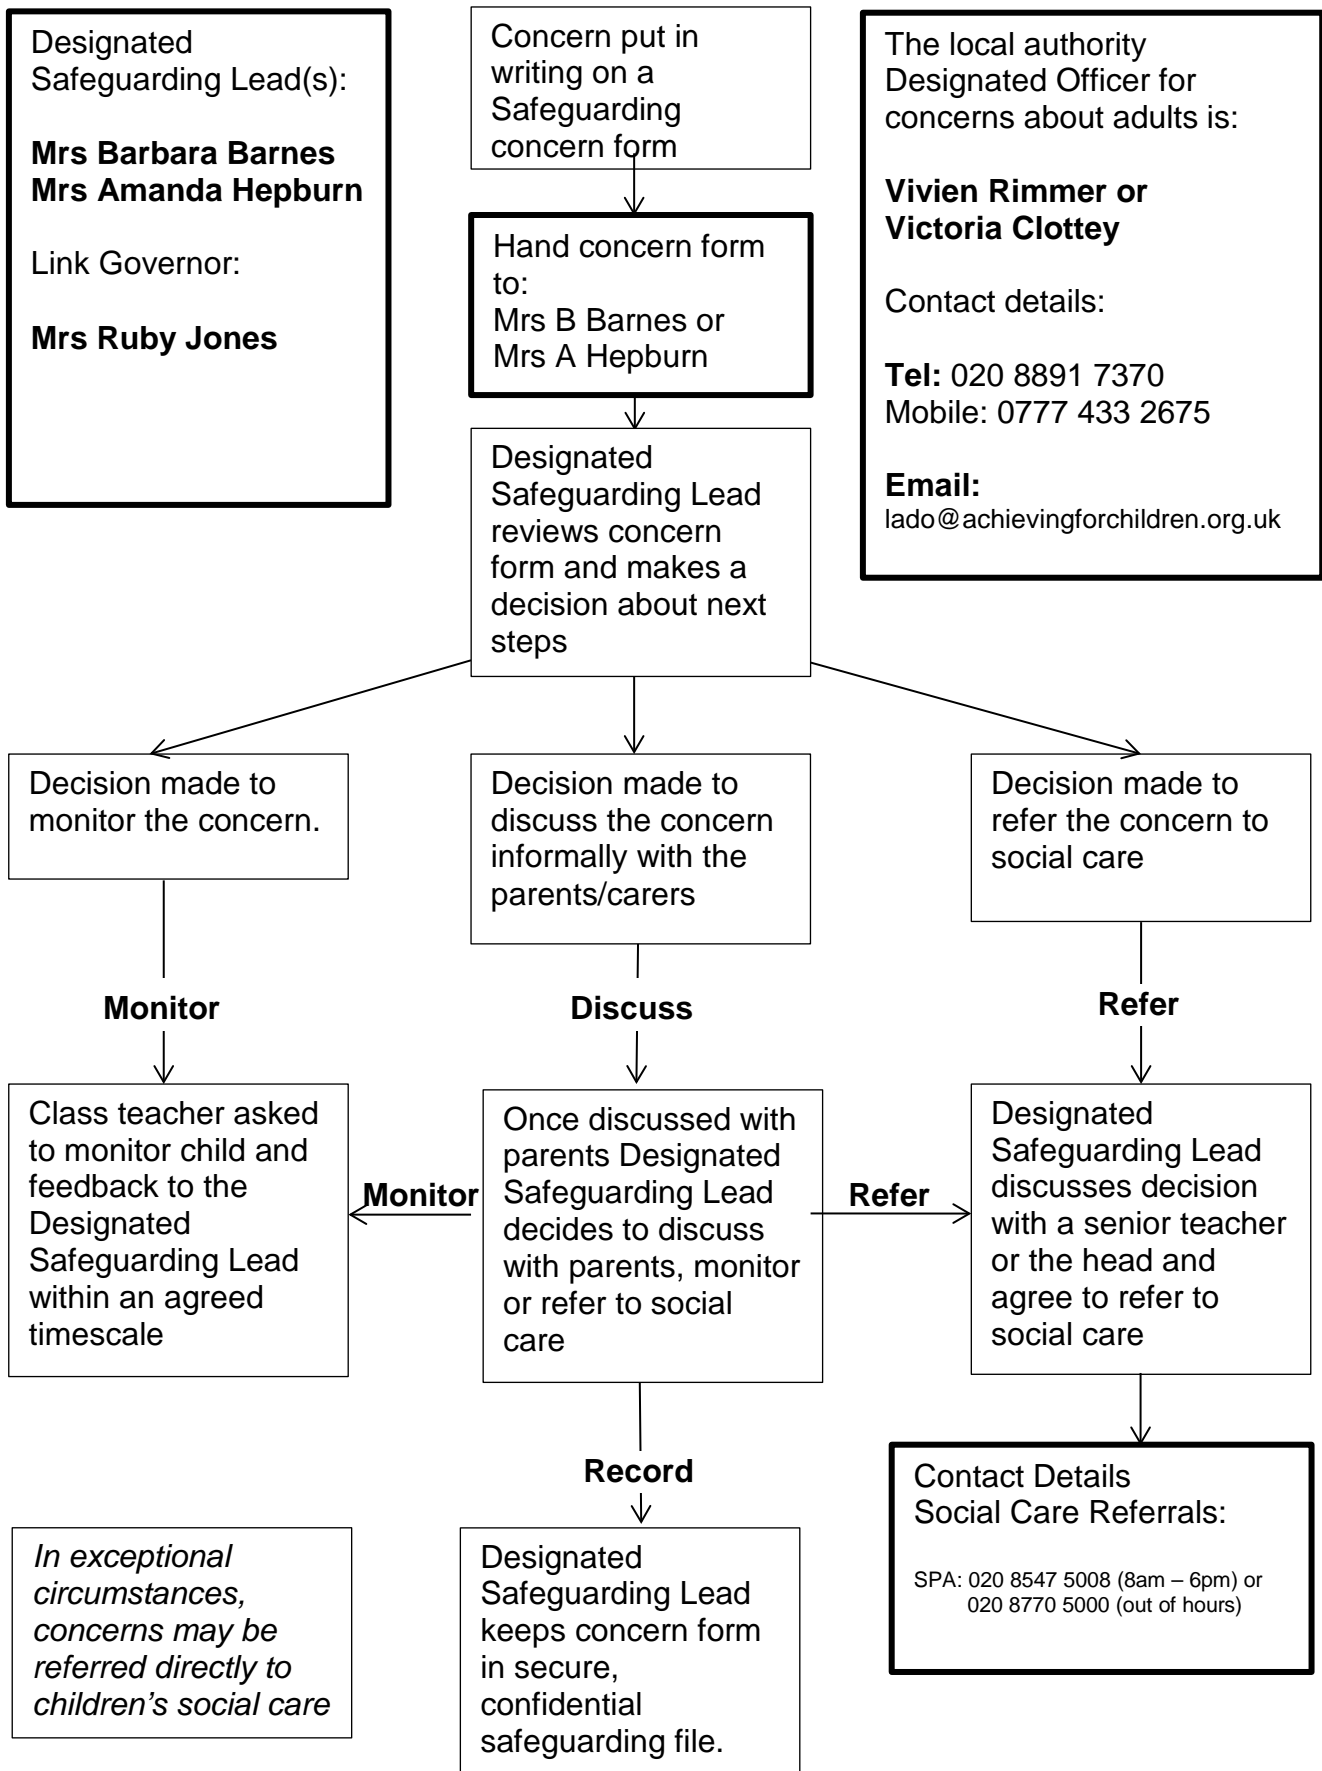 Designated
Safeguarding Lead(s):
Mrs Barbara Barnes
Mrs Amanda Hepburn
Link Governor:
Mrs Ruby Jones
Concern put in
writing on a
Safeguarding
concern form
Hand concern form
to:
Mrs B Barnes or
Mrs A Hepburn
The local authority
Designated Officer for
concerns about adults is:
Vivien Rimmer or
Victoria Clottey
Contact details:
Tel: 020 8891 7370
Mobile: 0777 433 2675
Email:
lado@achievingforchildren.org.uk
Designated
Safeguarding Lead
reviews concern
form and makes a
decision about next
steps
Decision made to
monitor the concern.
Decision made to
discuss the concern
informally with the
parents/carers
Decision made to
refer the concern to
social care
Monitor
Discuss
Refer
Class teacher asked
to monitor child and
feedback to the
Designated
Safeguarding Lead
within an agreed
timescale
Monitor
Once discussed with
parents Designated
Safeguarding Lead
decides to discuss
with parents, monitor
or refer to social
care
Refer
Designated
Safeguarding Lead
discusses decision
with a senior teacher
or the head and
agree to refer to
social care
Record
In exceptional
circumstances,
concerns may be
referred directly to
children’s social care
Designated
Safeguarding Lead
keeps concern form
in secure,
confidential
safeguarding file.
Contact Details
Social Care Referrals:
SPA: 020 8547 5008 (8am – 6pm) or
020 8770 5000 (out of hours)